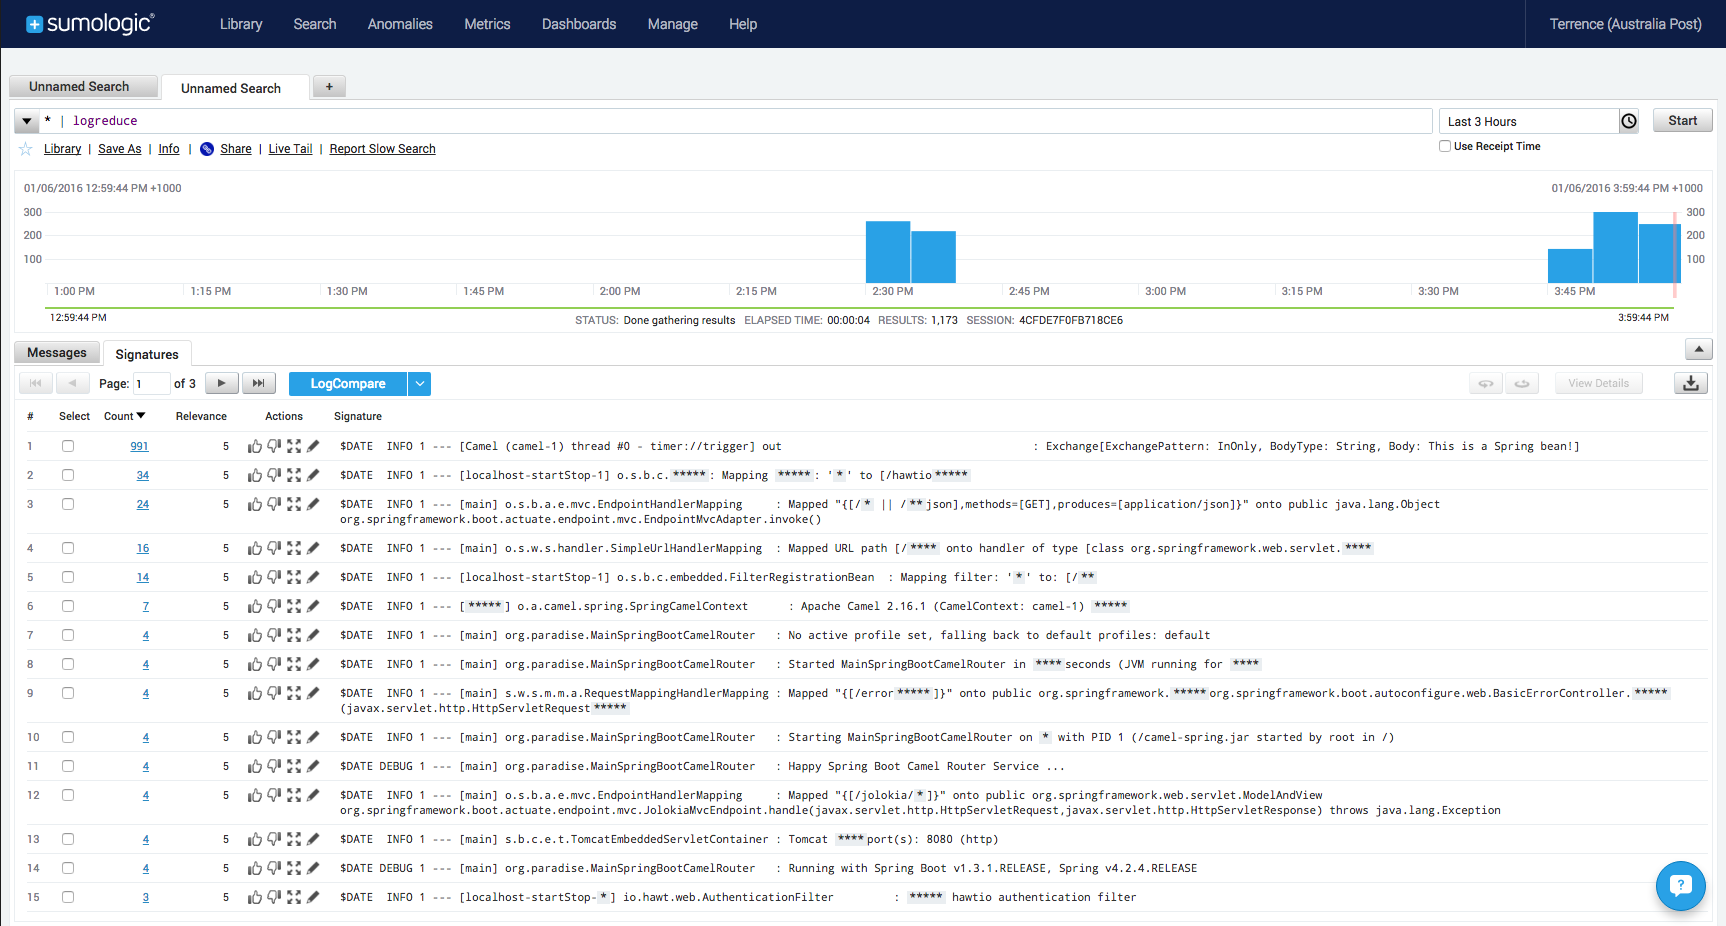 sumologic Library Search Anomalies Metrics Dashboards Manage Help Terrence (Australia Post)
Unnamed Search Unnamed Search +
* | logreduce Last 3 Hours Start
Library | Save As | Info | Share | Live Tail | Report Slow Search Use Receipt Time
01/06/2016 12:59:44 PM +1000 01/06/2016 3:59:44 PM +1000
300 300
200 200
100 100
1:00 PM 1:15 PM 1:30 PM 1:45 PM 2:00 PM 2:15 PM 2:30 PM 2:45 PM 3:00 PM 3:15 PM 3:30 PM 3:45 PM
12:59:44 PM 3:59:44 PM
STATUS: Done gathering results ELAPSED TIME: 00:00:04 RESULTS: 1,173 SESSION: 4CFDE7F0FB718CE6
Messages Signatures
Page: 1 of 3 LogCompare View Details
# Select Count Relevance Actions Signature
1 991 5 $DATE INFO 1 --- [Camel (camel-1) thread #0 - timer://trigger] out : Exchange[ExchangePattern: InOnly, BodyType: String, Body: This is a Spring bean!]
2 34 5 $DATE INFO 1 --- [localhost-startStop-1] o.s.b.c.*****: Mapping *****: '*' to [/hawtio*****
3 24 5 $DATE INFO 1 --- [main] o.s.b.a.e.mvc.EndpointHandlerMapping : Mapped "{[/* || /**json],methods=[GET],produces=[application/json]}" onto public java.lang.Object
org.springframework.boot.actuate.endpoint.mvc.EndpointMvcAdapter.invoke()
4 16 5 $DATE INFO 1 --- [main] o.s.w.s.handler.SimpleUrlHandlerMapping : Mapped URL path [/**** onto handler of type [class org.springframework.web.servlet.****
5 14 5 $DATE INFO 1 --- [localhost-startStop-1] o.s.b.c.embedded.FilterRegistrationBean : Mapping filter: '*' to: [/**
6 7 5 $DATE INFO 1 --- [*****] o.a.camel.spring.SpringCamelContext : Apache Camel 2.16.1 (CamelContext: camel-1) *****
7 4 5 $DATE INFO 1 --- [main] org.paradise.MainSpringBootCamelRouter : No active profile set, falling back to default profiles: default
8 4 5 $DATE INFO 1 --- [main] org.paradise.MainSpringBootCamelRouter : Started MainSpringBootCamelRouter in ****seconds (JVM running for ****
9 4 5 $DATE INFO 1 --- [main] s.w.s.m.m.a.RequestMappingHandlerMapping : Mapped "{[/error*****]}" onto public org.springframework.*****org.springframework.boot.autoconfigure.web.BasicErrorController.*****
(javax.servlet.http.HttpServletRequest*****
10 4 5 $DATE INFO 1 --- [main] org.paradise.MainSpringBootCamelRouter : Starting MainSpringBootCamelRouter on * with PID 1 (/camel-spring.jar started by root in /)
11 4 5 $DATE DEBUG 1 --- [main] org.paradise.MainSpringBootCamelRouter : Happy Spring Boot Camel Router Service ...
12 4 5 $DATE INFO 1 --- [main] o.s.b.a.e.mvc.EndpointHandlerMapping : Mapped "{[/jolokia/*]}" onto public org.springframework.web.servlet.ModelAndView
org.springframework.boot.actuate.endpoint.mvc.JolokiaMvcEndpoint.handle(javax.servlet.http.HttpServletRequest,javax.servlet.http.HttpServletResponse) throws java.lang.Exception
13 4 5 $DATE INFO 1 --- [main] s.b.c.e.t.TomcatEmbeddedServletContainer : Tomcat ****port(s): 8080 (http)
14 4 5 $DATE DEBUG 1 --- [main] org.paradise.MainSpringBootCamelRouter : Running with Spring Boot v1.3.1.RELEASE, Spring v4.2.4.RELEASE
15 3 5 $DATE INFO 1 --- [localhost-startStop-*] io.hawt.web.AuthenticationFilter : ***** hawtio authentication filter